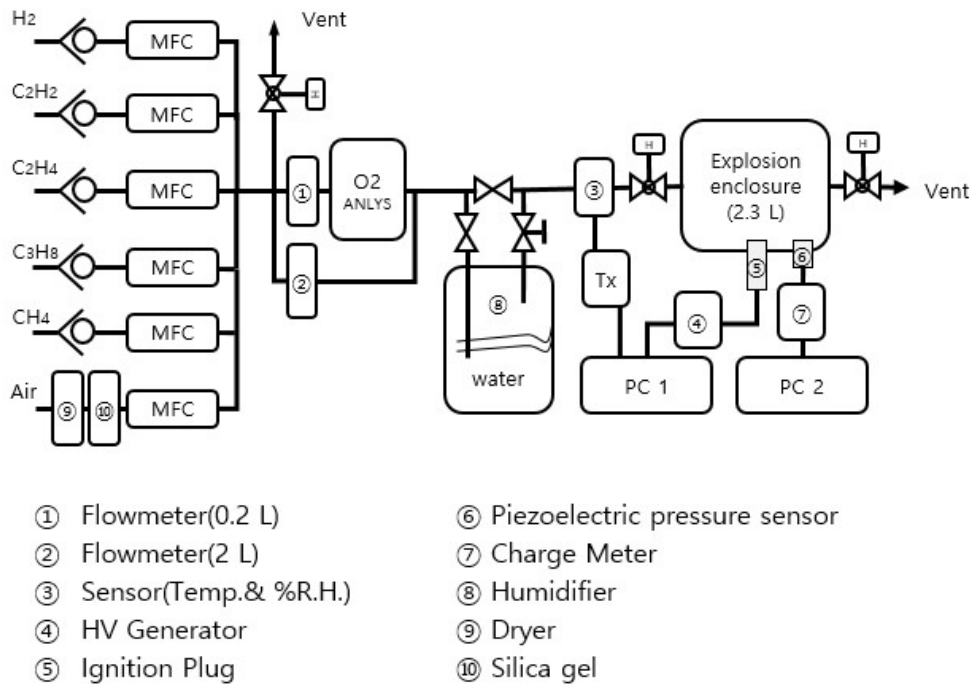 H2
MFC
Vent
H
C2H2
MFC
C2H4
MFC
①
O2
ANLYS
③
H
Explosion
enclosure
(2.3 L)
H
Vent
C3H8
MFC
②
Tx
⑤
⑥
⑧
④
⑦
CH4
MFC
water
PC 1
PC 2
Air
⑨
⑩
MFC
① Flowmeter(0.2 L)
② Flowmeter(2 L)
③ Sensor(Temp.& %R.H.)
④ HV Generator
⑤ Ignition Plug
⑥ Piezoelectric pressure sensor
⑦ Charge Meter
⑧ Humidifier
⑨ Dryer
⑩ Silica gel